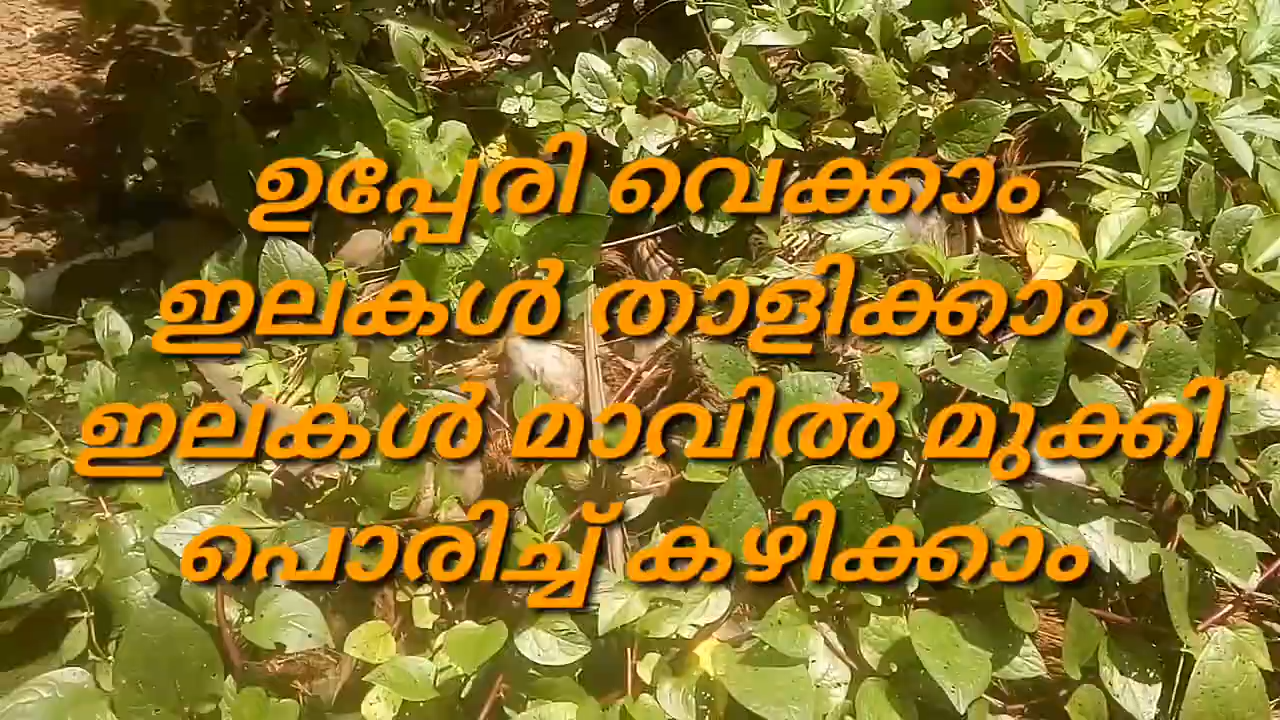 ഉപ്പേരി വെക്കാം
ഇലകൾ താളിക്കാം,
ഇലകൾ മാവിൽ മുക്കി
പൊരിച്ച് കഴിക്കാം